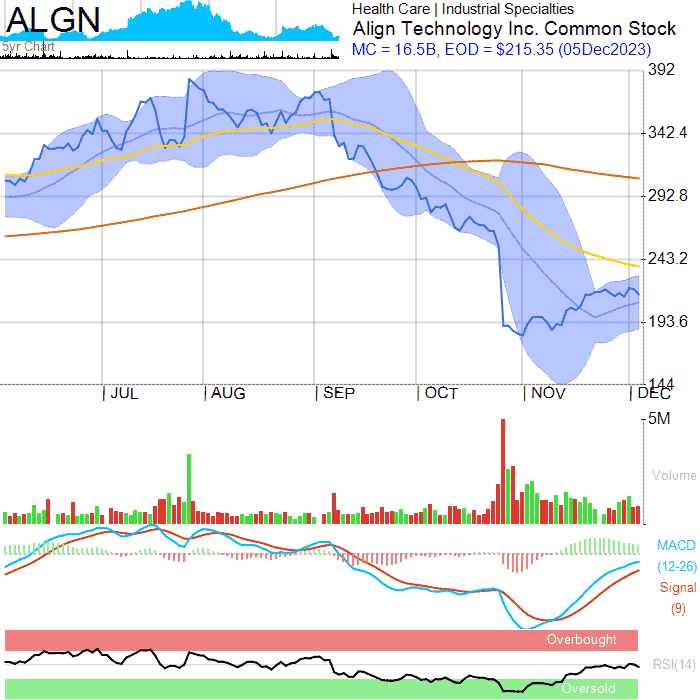 ALGN
5yr Chart
Health Care | Industrial Specialties
Align Technology Inc. Common Stock
MC = 16.5B, EOD = $215.35 (05Dec2023)
392
342.4
292.8
243.2
193.6
144
| JUL | AUG | SEP | OCT | NOV | DEC
5M
Volume
MACD
(12-26)
Signal
(9)
Overbought
RSI(14)
Oversold